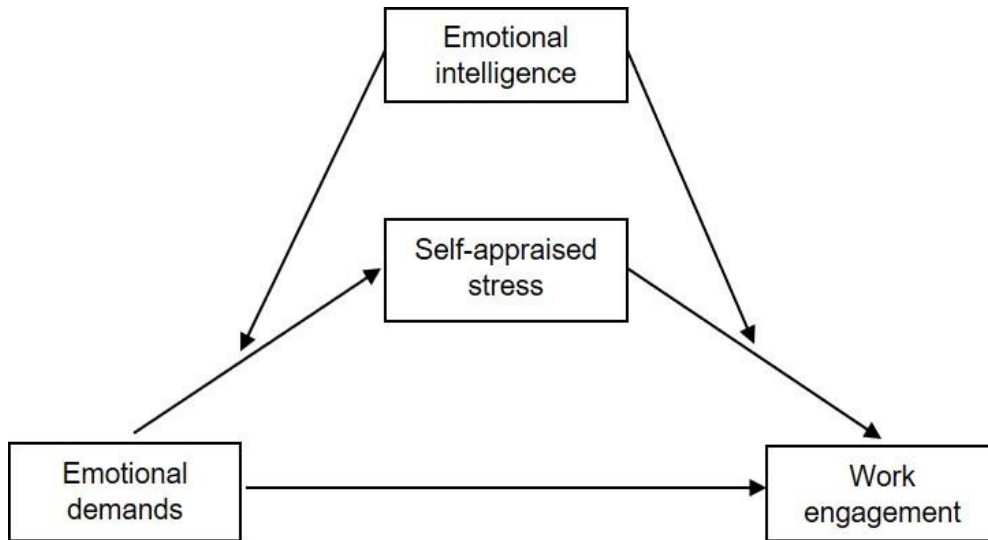 Emotional
intelligence
Self-appraised
stress
Emotional
demands
Work
engagement